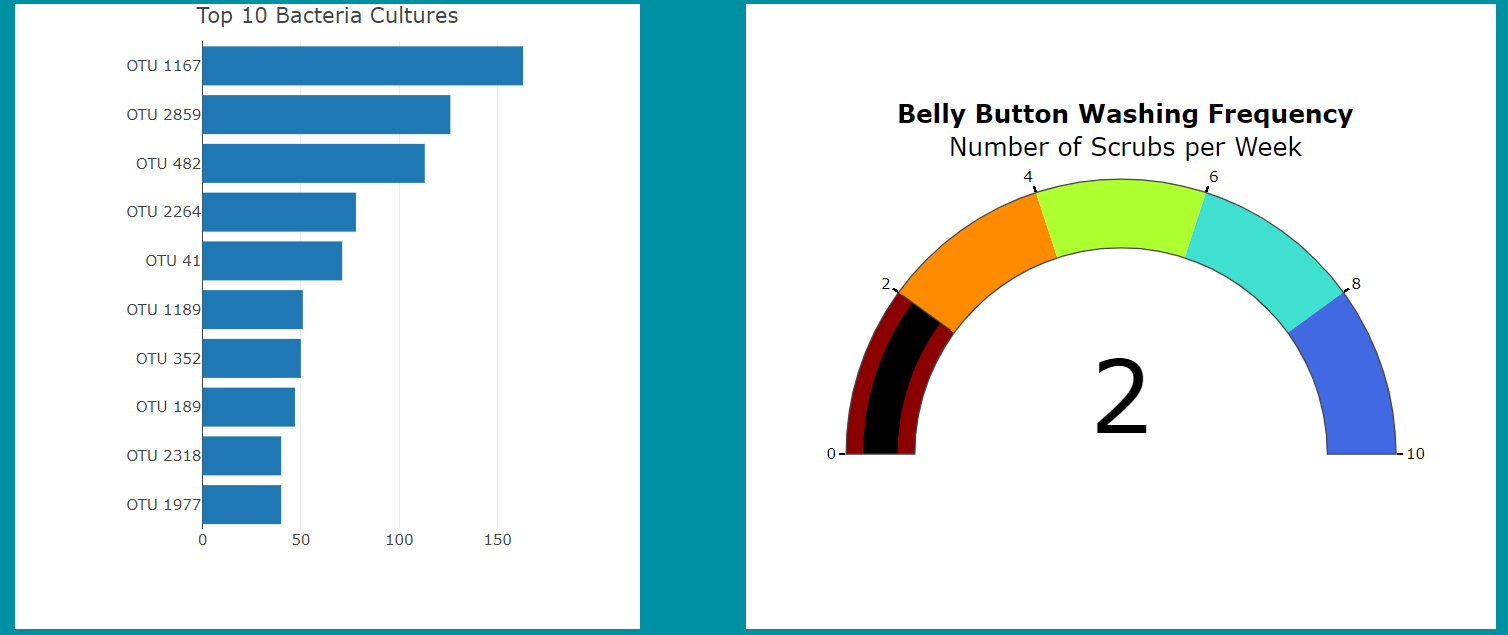 Top 10 Bacteria Cultures
OTU 1167
OTU 2859
OTU 482
OTU 2264
OTU 41
OTU 1189
OTU 352
OTU 189
OTU 2318
OTU 1977
0 50 100 150
Belly Button Washing Frequency
Number of Scrubs per Week
4 6
2 8
2
0 10